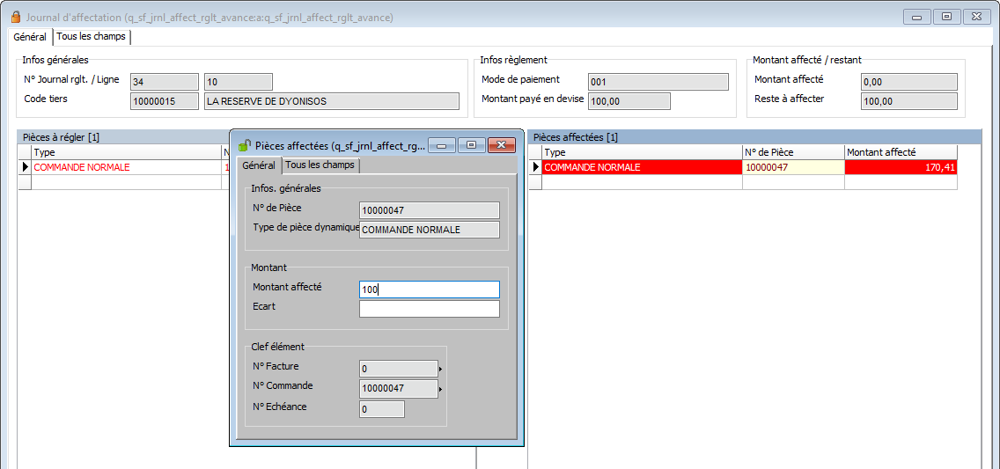 Journal d'affectation (q_sf_jrnl_affect_rglt_avance:a:q_sf_jrnl_affect_rglt_avance)
Général Tous les champs
Infos générales
N° Journal rglt. / Ligne 34 10
Code tiers 10000015 LA RESERVE DE DYONISOS
Infos règlement
Mode de paiement 001
Montant payé en devise 100,00
Montant affecté / restant
Montant affecté 0,00
Reste à affecter 100,00
Pièces à régler [1]
Type
COMMANDE NORMALE
Pièces affectées (q_sf_jrnl_affect_rg...
Général Tous les champs
Infos. générales
N° de Pièce 10000047
Type de pièce dynamique COMMANDE NORMALE
Montant
Montant affecté 100
Ecart
Clef élément
N° Facture 0
N° Commande 10000047
N° Echéance 0
Pièces affectées [1]
Type N° de Pièce Montant affecté
COMMANDE NORMALE 10000047 170,41